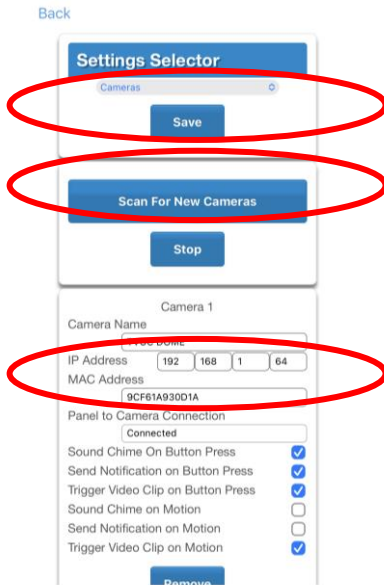 Back
Settings Selector
Cameras
Save
Scan For New Cameras
Stop
Camera 1
Camera Name
DOME
IP Address 192 168 1 64
MAC Address
9CF61A930D1A
Panel to Camera Connection
Connected
Sound Chime On Button Press
Send Notification on Button Press
Trigger Video Clip on Button Press
Sound Chime on Motion
Send Notification on Motion
Trigger Video Clip on Motion
Remove